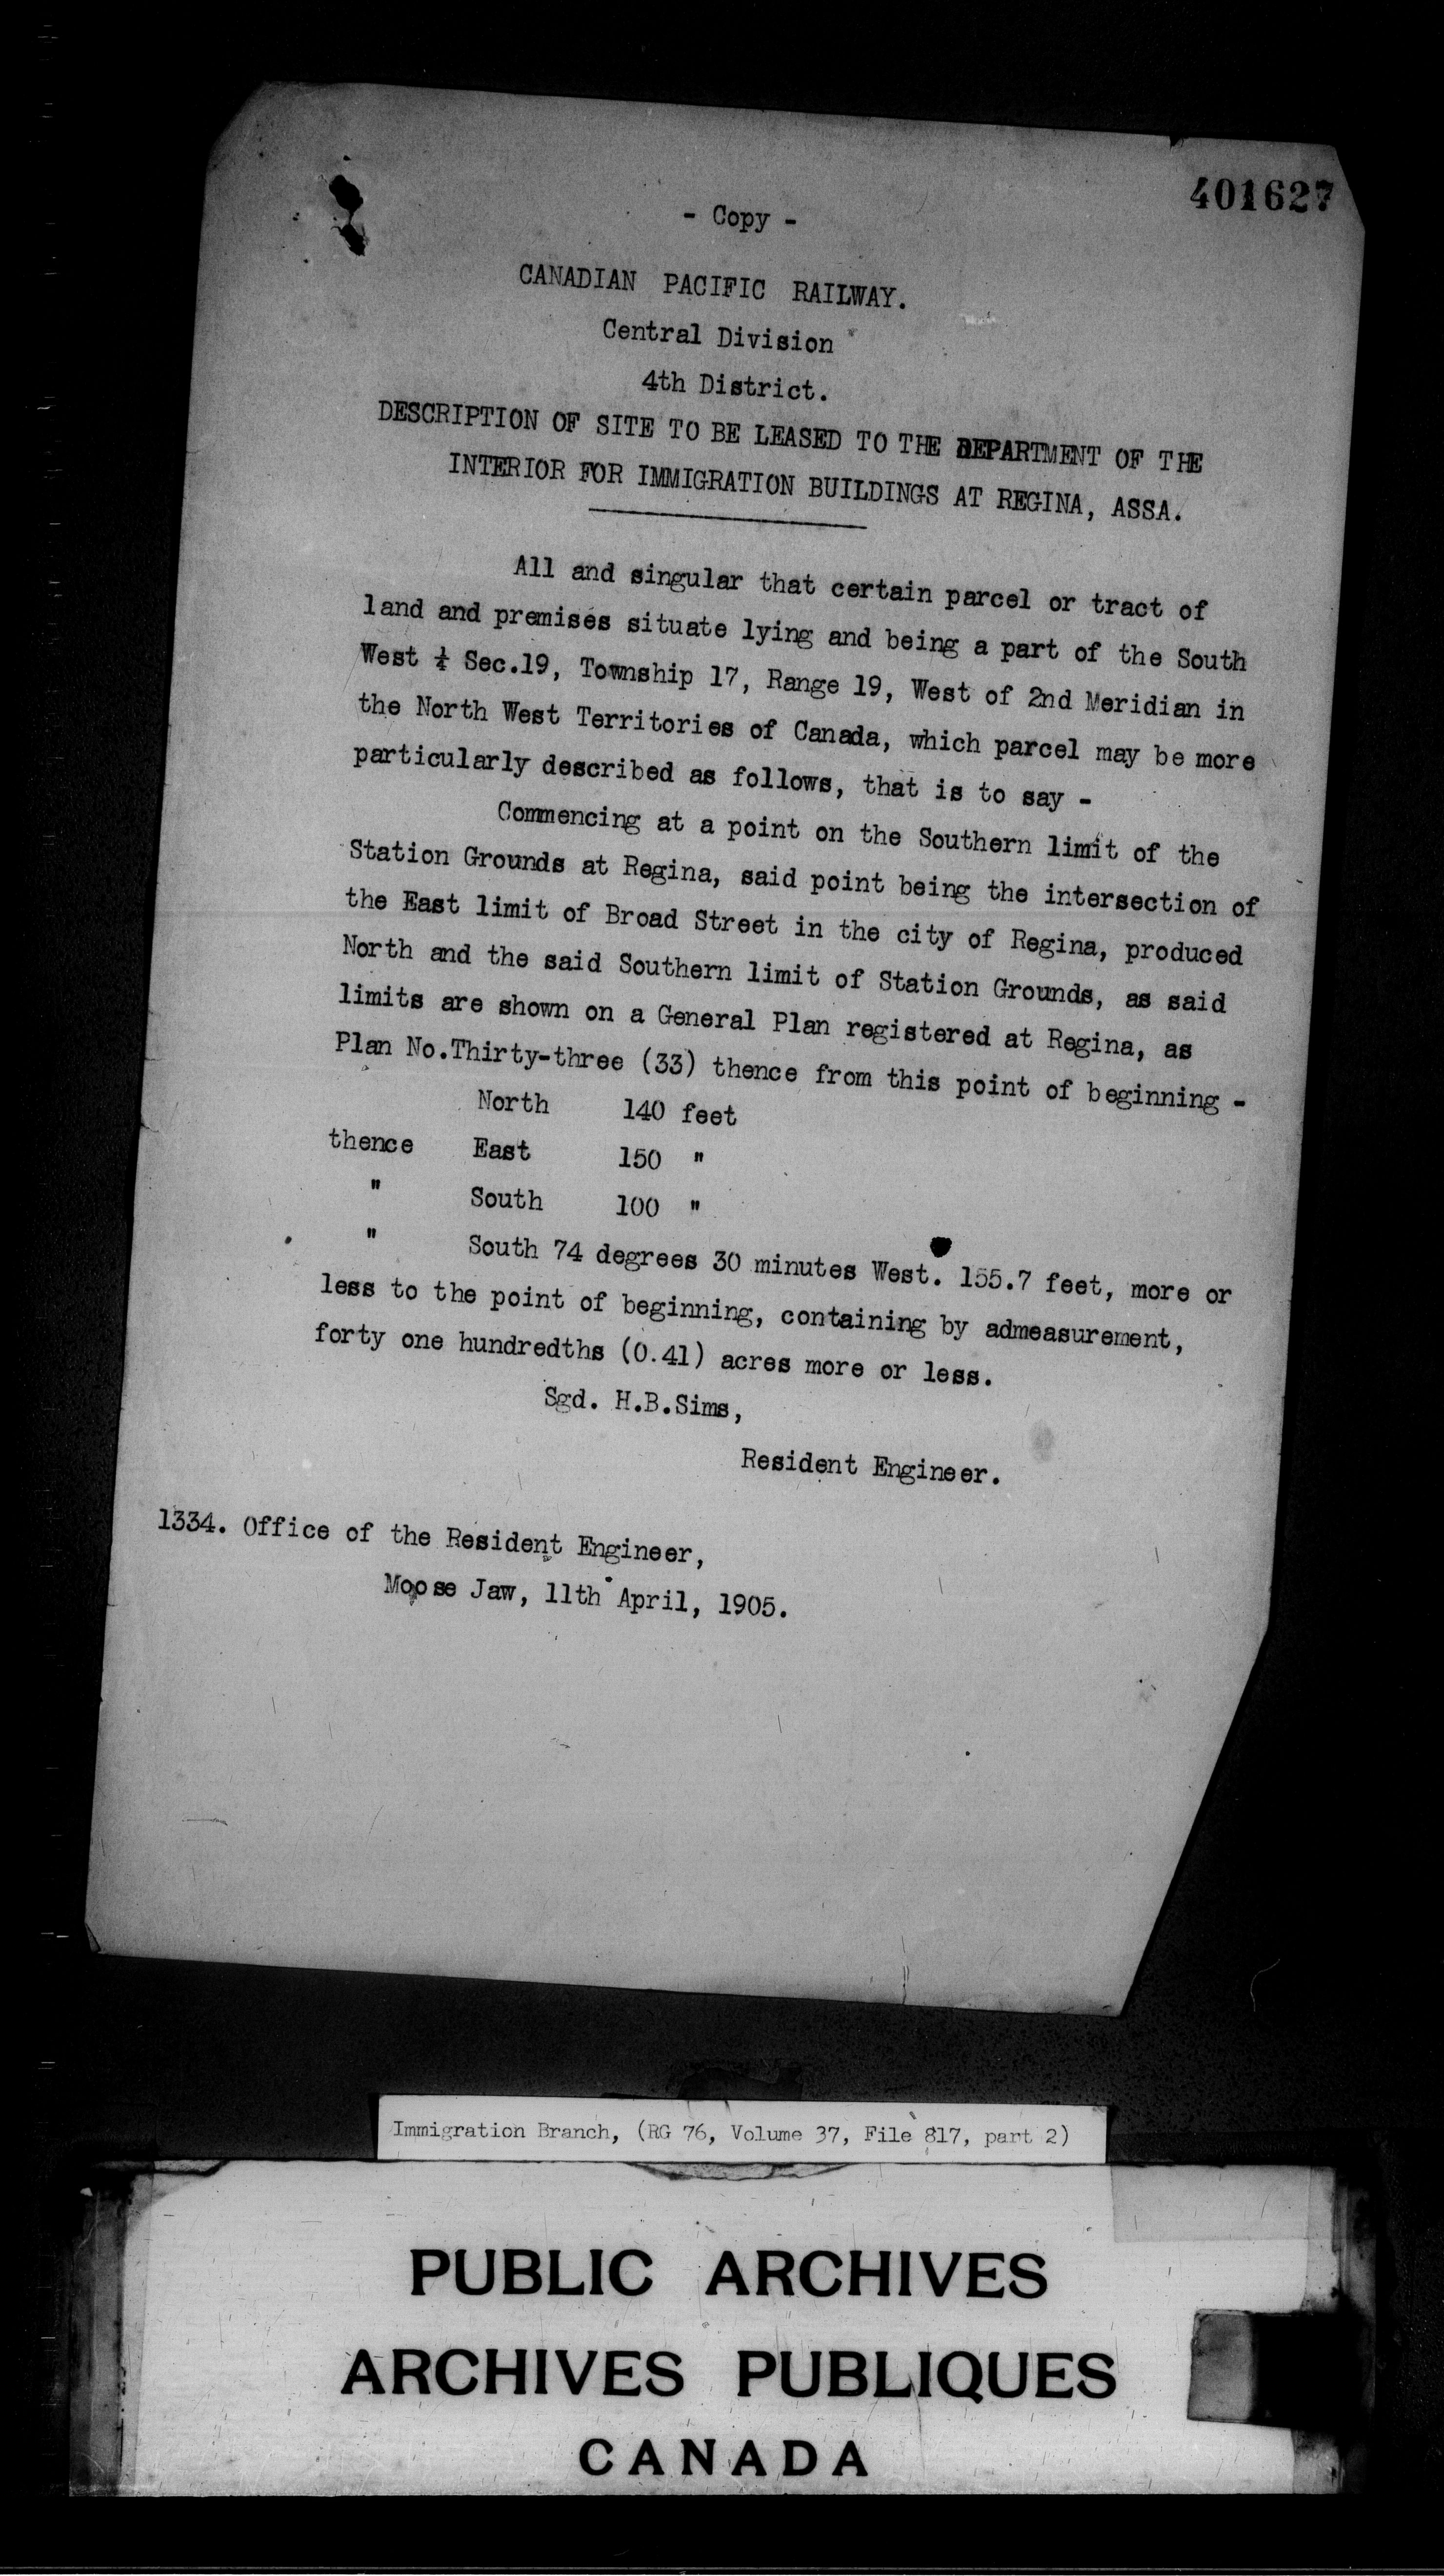 401627
- Copy -
CANADIAN PACIFIC RAILWAY.
Central Division
4th District.
DESCRIPTION OF SITE TO BE LEASED TO THE DEPARTMENT OF THE
INTERIOR FOR IMMIGRATION BUILDINGS AT REGINA, ASSA.
All and singular that certain parcel or tract of
land and premises situate lying and being a part of the South
West ¼ Sec.19, Township 17, Range 19, West of 2nd Meridian in
the North West Territories of Canada, which parcel may be more
particularly described as follows, that is to say -
Commencing at a point on the Southern limit of the
Station Grounds at Regina, said point being the intersection of
the East limit of Broad Street in the city of Regina, produced
North and the said Southern limit of Station Grounds, as said
limits are shown on a General Plan registered at Regina, as
Plan No.Thirty-three (33) thence from this point of beginning -
North 140 feet
thence East 150 "
" South 100 "
" South 74 degrees 30 minutes West. 155.7 feet, more or
less to the point of beginning, containing by admeasurement,
forty one hundredths (0.41) acres more or less.
Sgd. H.B.Sims,
Resident Engineer.
1334. Office of the Resident Engineer,
Moose Jaw, 11th April, 1905.
Immigration Branch, (RG 76, Volume 37, File 817, part 2)
PUBLIC ARCHIVES
ARCHIVES PUBLIQUES
CANADA